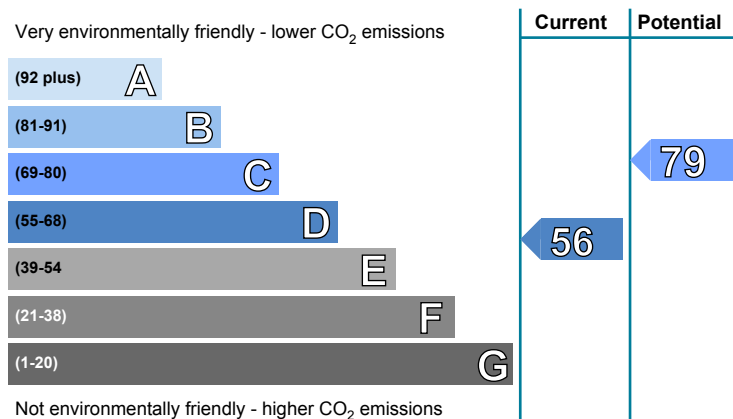 Very environmentally friendly - lower CO₂ emissions
Current
Potential
(92 plus) A
(81-91) B
(69-80) C
79
(55-68) D
56
(39-54 E
(21-38) F
(1-20) G
Not environmentally friendly - higher CO₂ emissions